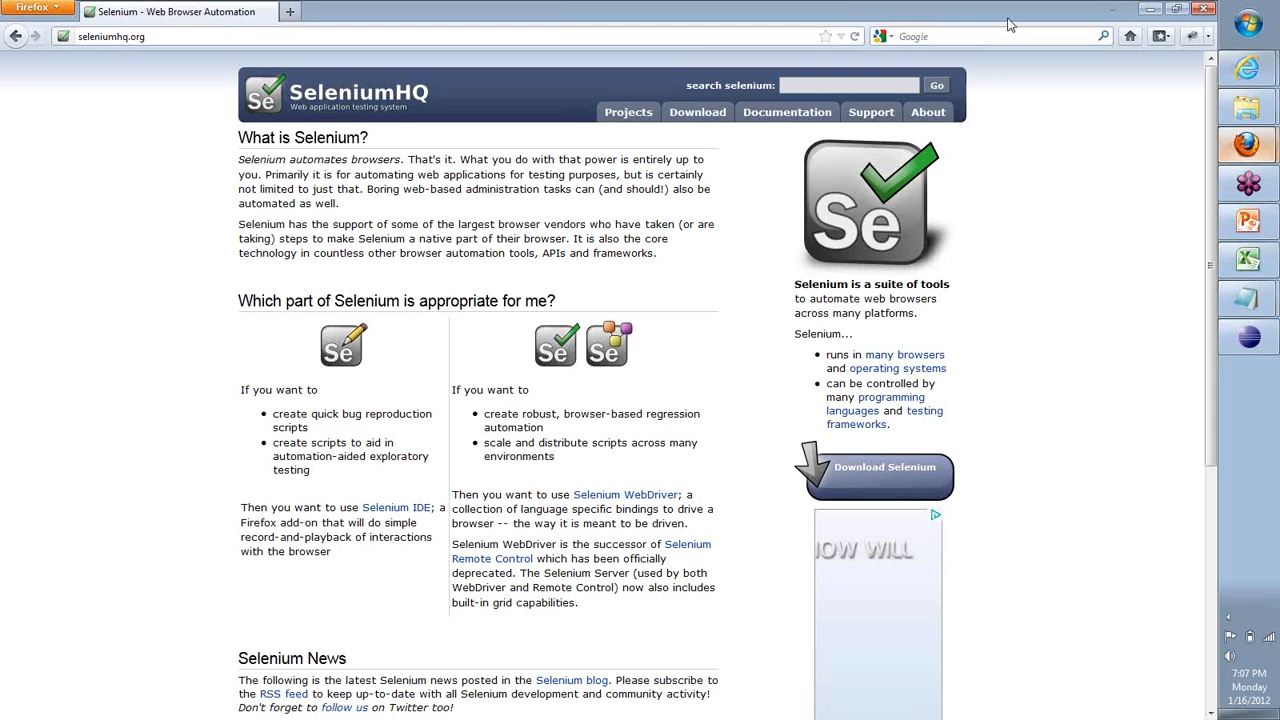 Firefox
Selenium - Web Browser Automation
seleniumhq.org
Google
Se
SeleniumHQ
Web application testing system
search selenium:
Go
Projects
Download
Documentation
Support
About
What is Selenium?
Selenium automates browsers. That's it. What you do with that power is entirely up to
you. Primarily it is for automating web applications for testing purposes, but is certainly
not limited to just that. Boring web-based administration tasks can (and should!) also be
automated as well.
Selenium has the support of some of the largest browser vendors who have taken (or are
taking) steps to make Selenium a native part of their browser. It is also the core
technology in countless other browser automation tools, APIs and frameworks.
Which part of Selenium is appropriate for me?
Se
If you want to
create quick bug reproduction
scripts
create scripts to aid in
automation-aided exploratory
testing
Then you want to use Selenium IDE; a
Firefox add-on that will do simple
record-and-playback of interactions
with the browser
Se
Se
If you want to
create robust, browser-based regression
automation
scale and distribute scripts across many
environments
Then you want to use Selenium WebDriver; a
collection of language specific bindings to drive a
browser -- the way it is meant to be driven.
Selenium WebDriver is the successor of Selenium
Remote Control which has been officially
deprecated. The Selenium Server (used by both
WebDriver and Remote Control) now also includes
built-in grid capabilities.
Selenium News
The following is the latest Selenium news posted in the Selenium blog. Please subscribe to
the RSS feed to keep up-to-date with all Selenium development and community activity!
Don't forget to follow us on Twitter too!
Se
Selenium is a suite of tools
to automate web browsers
across many platforms.
Selenium...
runs in many browsers
and operating systems
can be controlled by
many programming
languages and testing
frameworks.
Download Selenium
IOW WILL
7:07 PM
Monday
1/16/2012